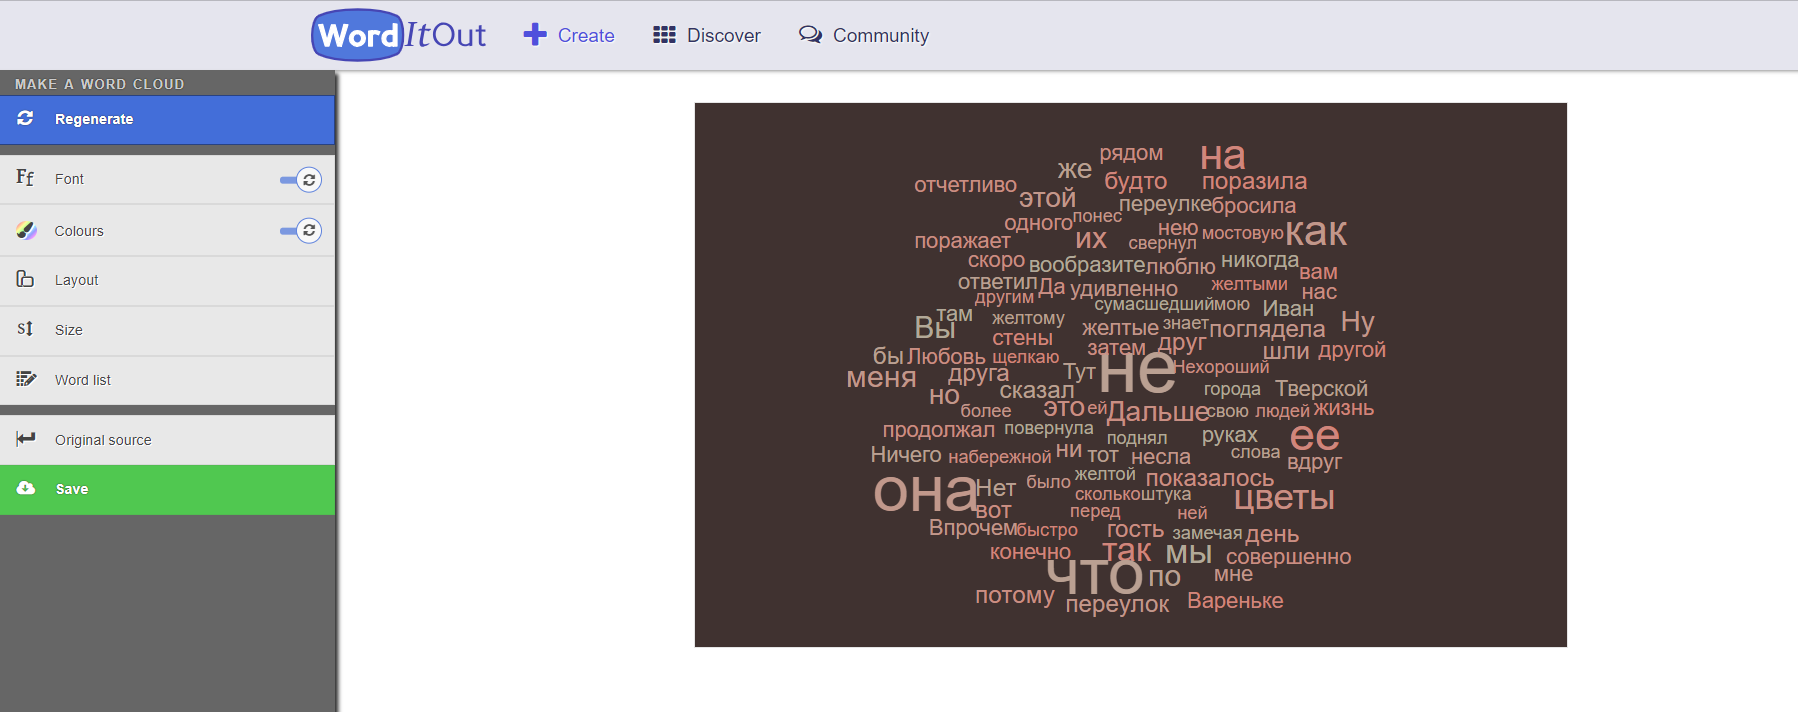 WordItOut
Create
Discover
Community
MAKE A WORD CLOUD
Regenerate
Ff Font
Colours
Layout
Size
Word list
Original source
Save
рядом на
же
отчетливо будто поразила
этой переулке бросила
одного понес нею мостовую как
поражает их свернул
скоро вообразите люблю никогда вам
ответил Да удивленно желтыми нас
другим сумасшедший мою Иван
там желтому желтые знает поглядела Ну
Вы стены затем друг шли другой
бы Любовь щелкаю не Нехороший
меня друга Тут
но сказал города Тверской
более это ей Дальше свою людей жизнь
продолжал повернула поднял руках ее
Ничего набережной ни тот несла слова вдруг
она Нет было желтой показалось
вот сколько штука цветы
перед ней
Впрочем быстро гость замечая день
конечно так мы совершенно
что по мне
потому переулок Вареньке